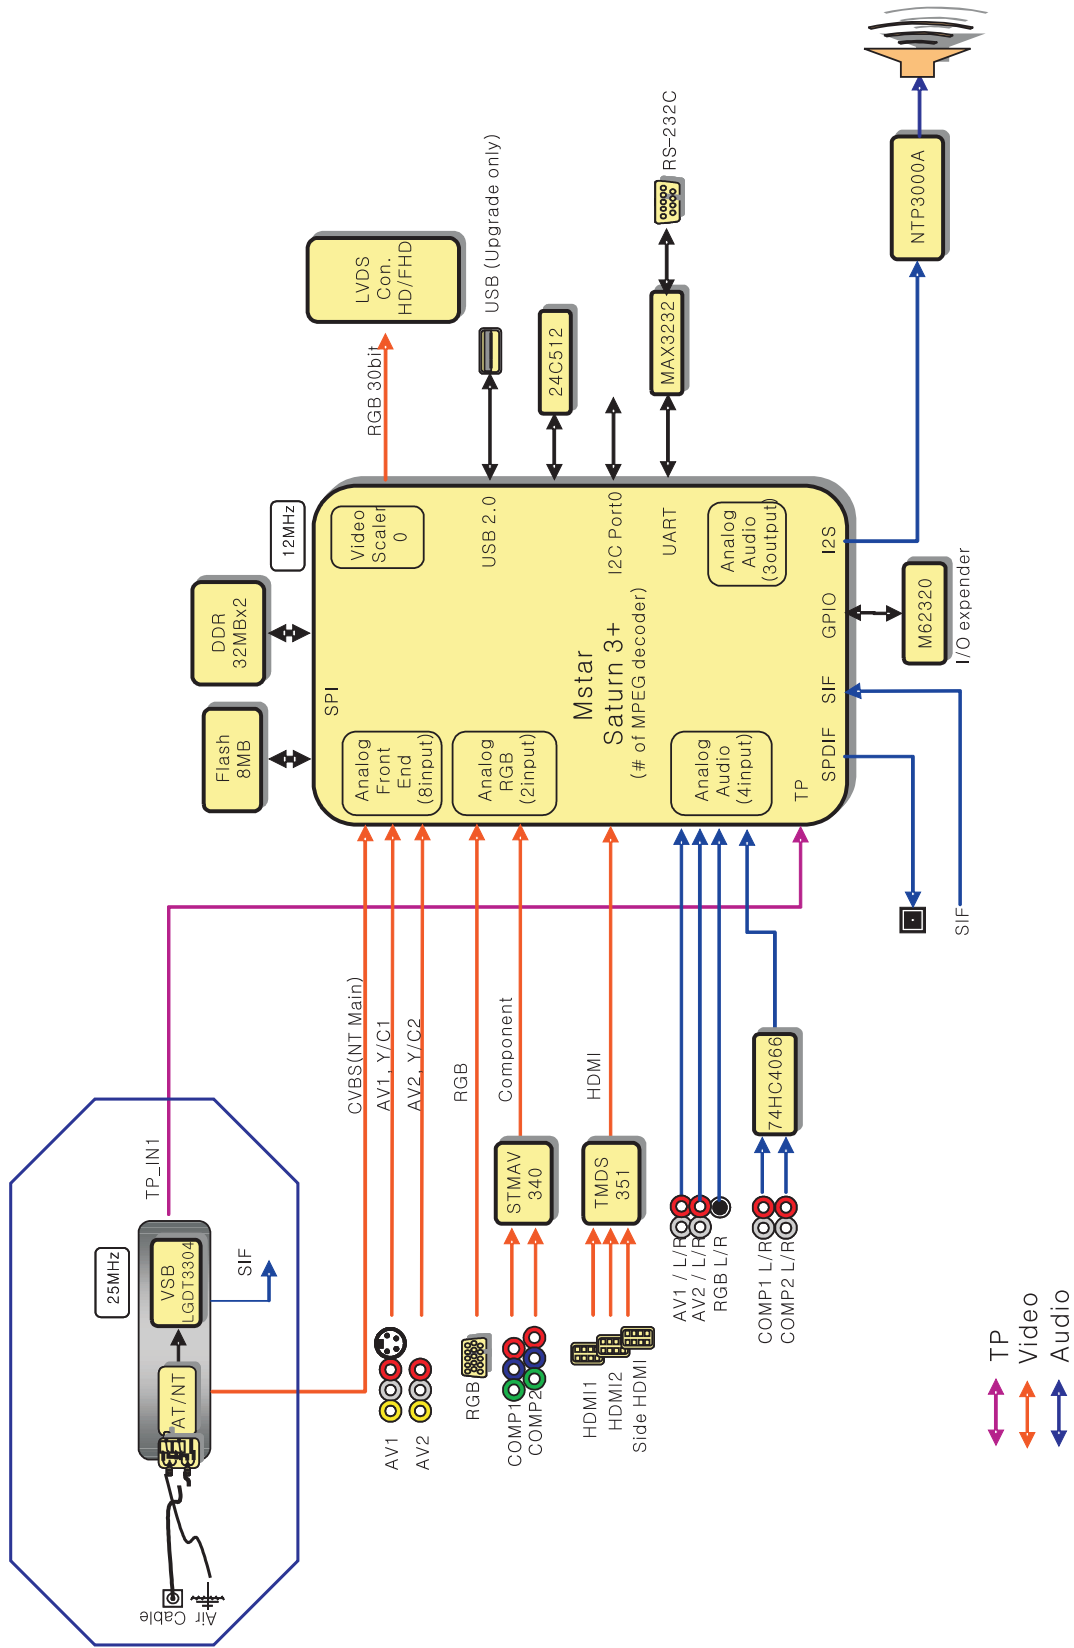 Cable
Air
AT/NT
VSB
LGDT3304
25MHz
TP_IN1
SIF
CVBS(NT Main)
AV1, Y/C1
AV2, Y/C2
RGB
Component
HDMI
AV1
AV2
RGB
COMP1
COMP2
STMAV
340
HDMI1
HDMI2
Side HDMI
TMDS
351
AV1 / L/R
AV2 / L/R
RGB L/R
COMP1 L/R
COMP2 L/R
74HC4066
Flash
8MB
DDR
32MBx2
12MHz
SPI
Analog
Front
End
(8input)
Analog
RGB
(2input)
Analog
Audio
(4input)
TP
Mstar
Saturn 3+
(# of MPEG decoder)
Video
Scaler
0
USB 2.0
I2C Port0
UART
Analog
Audio
(3output)
SPDIF
SIF
GPIO
I2S
RGB 30bit
LVDS
Con.
HD/FHD
USB (Upgrade only)
24C512
MAX3232
RS-232C
M62320
I/O expender
NTP3000A
SIF
TP
Video
Audio